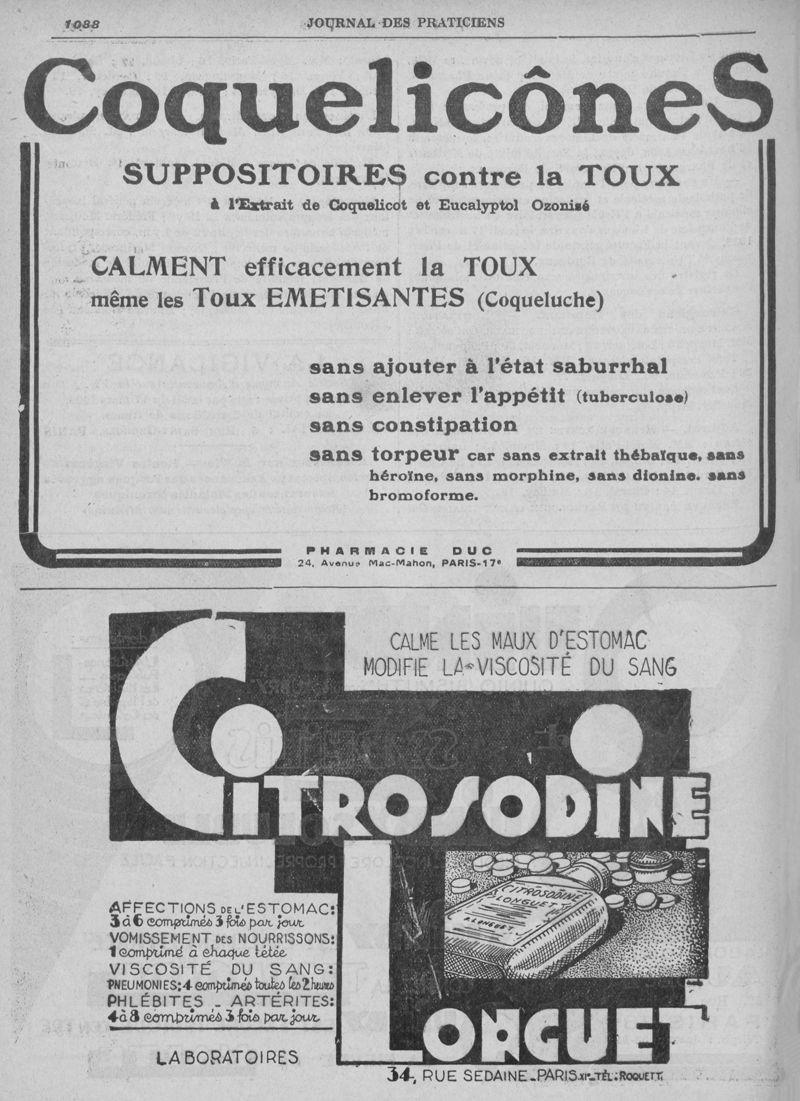 1088
JOURNAL DES PRATICIENS
CoquelicôneS
SUPPOSITOIRES contre la TOUX
à l'Extrait de Coquelicot et Eucalyptol Ozonisé
CALMENT efficacement la TOUX
même les Toux EMETISANTES (Coqueluche)
sans ajouter à l'état saburrhal
sans enlever l'appétit (tuberculose)
sans constipation
sans torpeur car sans extrait thébaïque, sans
héroïne, sans morphine, sans dionine. sans
bromoforme.
PHARMACIE DUC
24, Avenue Mac-Mahon, PARIS-17e
CALME LES MAUX D'ESTOMAC
MODIFIE LA VISCOSITÉ DU SANG
CITROSODINE
CITROSODINE
LONGUET
A. LONGUET
AFFECTIONS DE L'ESTOMAC:
3 à 6 comprimés 3 fois par jour
VOMISSEMENT DES NOURRISSONS:
1 comprimé à chaque tétée
VISCOSITÉ DU SANG:
PNEUMONIES: 4 comprimés toutes les 2 heures
PHLÉBITES - ARTÉRITES:
4 à 8 comprimés 3 fois par jour
LABORATOIRES
LONGUET
34, RUE SEDAINE - PARIS XIe - TÉL: ROQUETT.